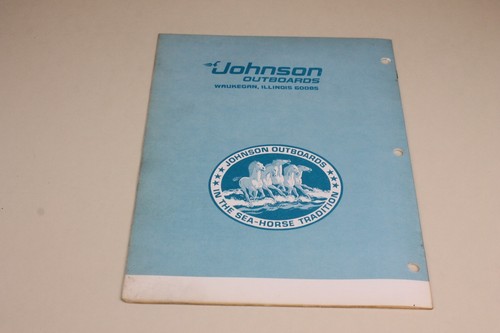 Johnson
OUTBOARDS
WAUKEGAN, ILLINOIS 60085
JOHNSON OUTBOARDS
IN THE SEA-HORSE TRADITION